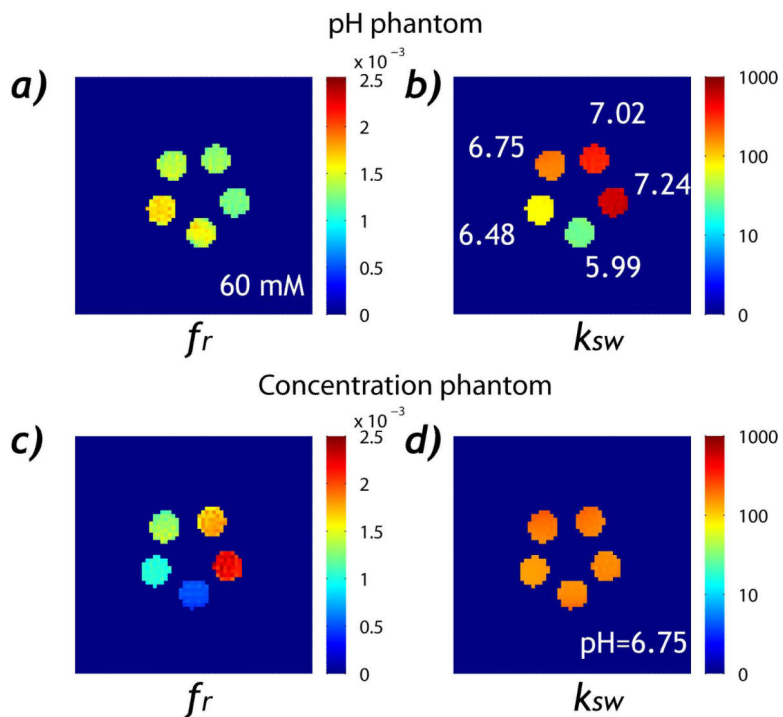 pH phantom
a)
x 10⁻³
2.5
2
1.5
1
0.5
0
60 mM
fr
b)
7.02
6.75
7.24
6.48
5.99
1000
100
10
0
ksw
Concentration phantom
c)
x 10⁻³
2.5
2
1.5
1
0.5
0
fr
d)
1000
100
10
0
pH=6.75
ksw